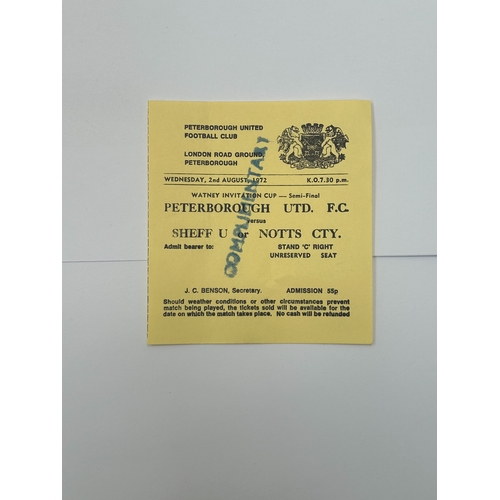 PETERBOROUGH UNITED
FOOTBALL CLUB
LONDON ROAD GROUND,
PETERBOROUGH
WEDNESDAY, 2nd AUGUST, 1972 K.O.7.30 p.m.
WATNEY INVITATION CUP — Semi-Final
PETERBOROUGH UTD. F.C.
versus
SHEFF U or NOTTS CTY.
Admit bearer to: STAND 'C' RIGHT
UNRESERVED SEAT
COMPLIMENTARY
J. C. BENSON, Secretary. ADMISSION 55p
Should weather conditions or other circumstances prevent
match being played, the tickets sold will be available for the
date on which the match takes place. No cash will be refunded